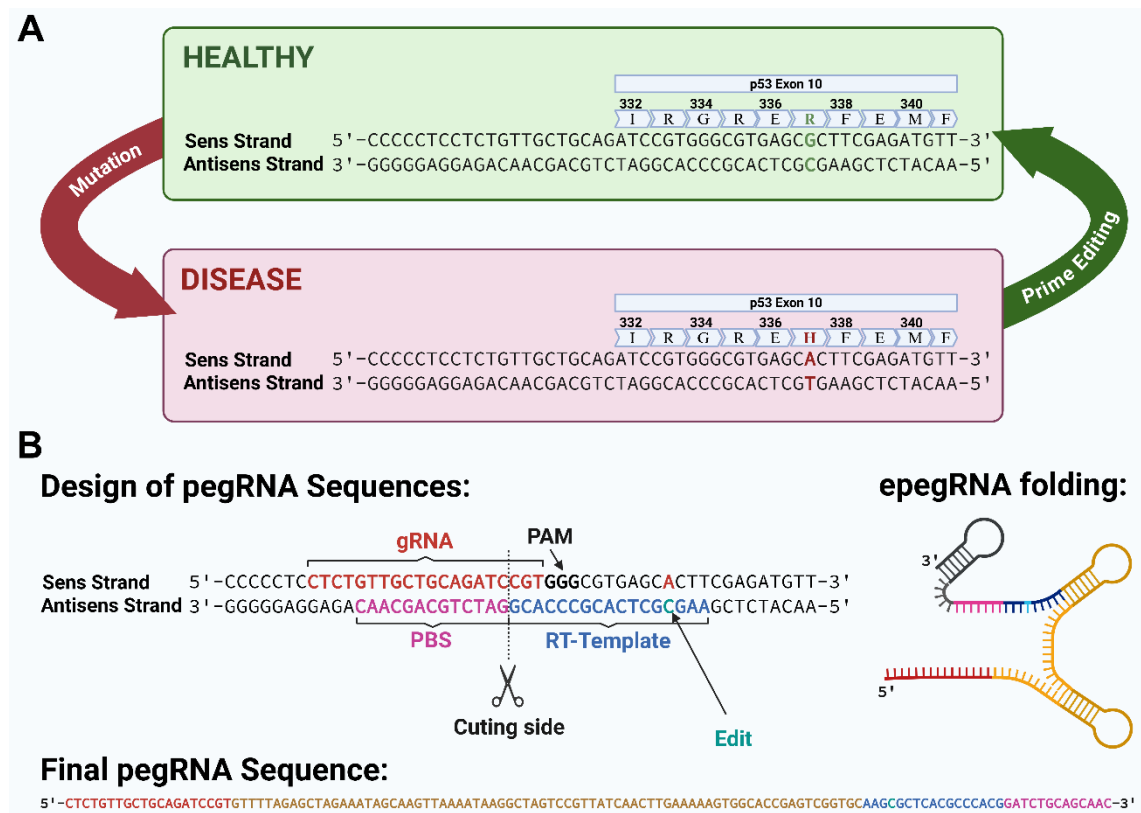 A
HEALTHY
p53 Exon 10
332 334 336 338 340
I R G R E R F E M F
Sens Strand 5'-CCCCCTCCTCTGTTGCTGCAGATCCGTGGGCGTGAGCGCTTCGAGATGTT-3'
Antisens Strand 3'-GGGGGAGGAGACAACGACGTCTAGGCACCCGCACTCGCGAAGCTCTACAA-5'
Mutation
Prime Editing
DISEASE
p53 Exon 10
332 334 336 338 340
I R G R E H F E M F
Sens Strand 5'-CCCCCTCCTCTGTTGCTGCAGATCCGTGGGCGTGAGCACTTCGAGATGTT-3'
Antisens Strand 3'-GGGGGAGGAGACAACGACGTCTAGGCACCCGCACTCGTGAAGCTCTACAA-5'
B
Design of pegRNA Sequences:
gRNA
PAM
Sens Strand 5'-CCCCCTCCTCTGTTGCTGCAGATCCGTGGGCGTGAGCACTTCGAGATGTT-3'
Antisens Strand 3'-GGGGGAGGAGACAACGACGTCTAGGCACCCGCACTCGCGAAGCTCTACAA-5'
PBS
RT-Template
Cuting side
Edit
epegRNA folding:
3'
5'
Final pegRNA Sequence:
5'-CTCTGTTGCTGCAGATCCGTGTTTTAGAGCTAGAAATAGCAAGTTAAAATAAGGCTAGTCCGTTATCAACTTGAAAAAGTGGCACCGAGTCGGTGCAAGCGCTCACGCCCACGGATCTGCAGCAAC-3'